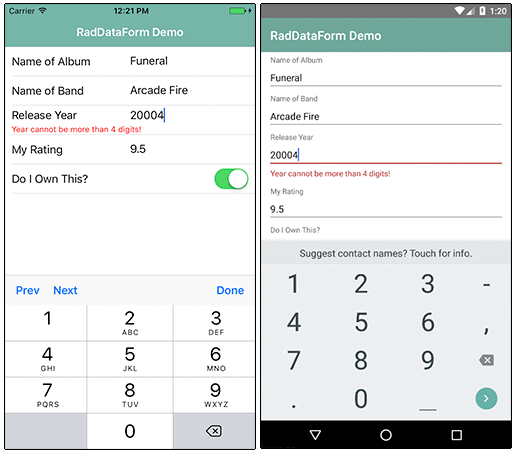 Carrier 12:21 PM
RadDataForm Demo
Name of Album Funeral
Name of Band Arcade Fire
Release Year 20004
Year cannot be more than 4 digits!
My Rating 9.5
Do I Own This?
Prev Next Done
1 2 3
ABC DEF
4 5 6
GHI JKL MNO
7 8 9
PQRS TUV WXYZ
0
1:20
RadDataForm Demo
Name of Album
Funeral
Name of Band
Arcade Fire
Release Year
20004
Year cannot be more than 4 digits!
My Rating
9.5
Do I Own This?
Suggest contact names? Touch for info.
1 2 3 -
4 5 6 ,
7 8 9
. 0 _